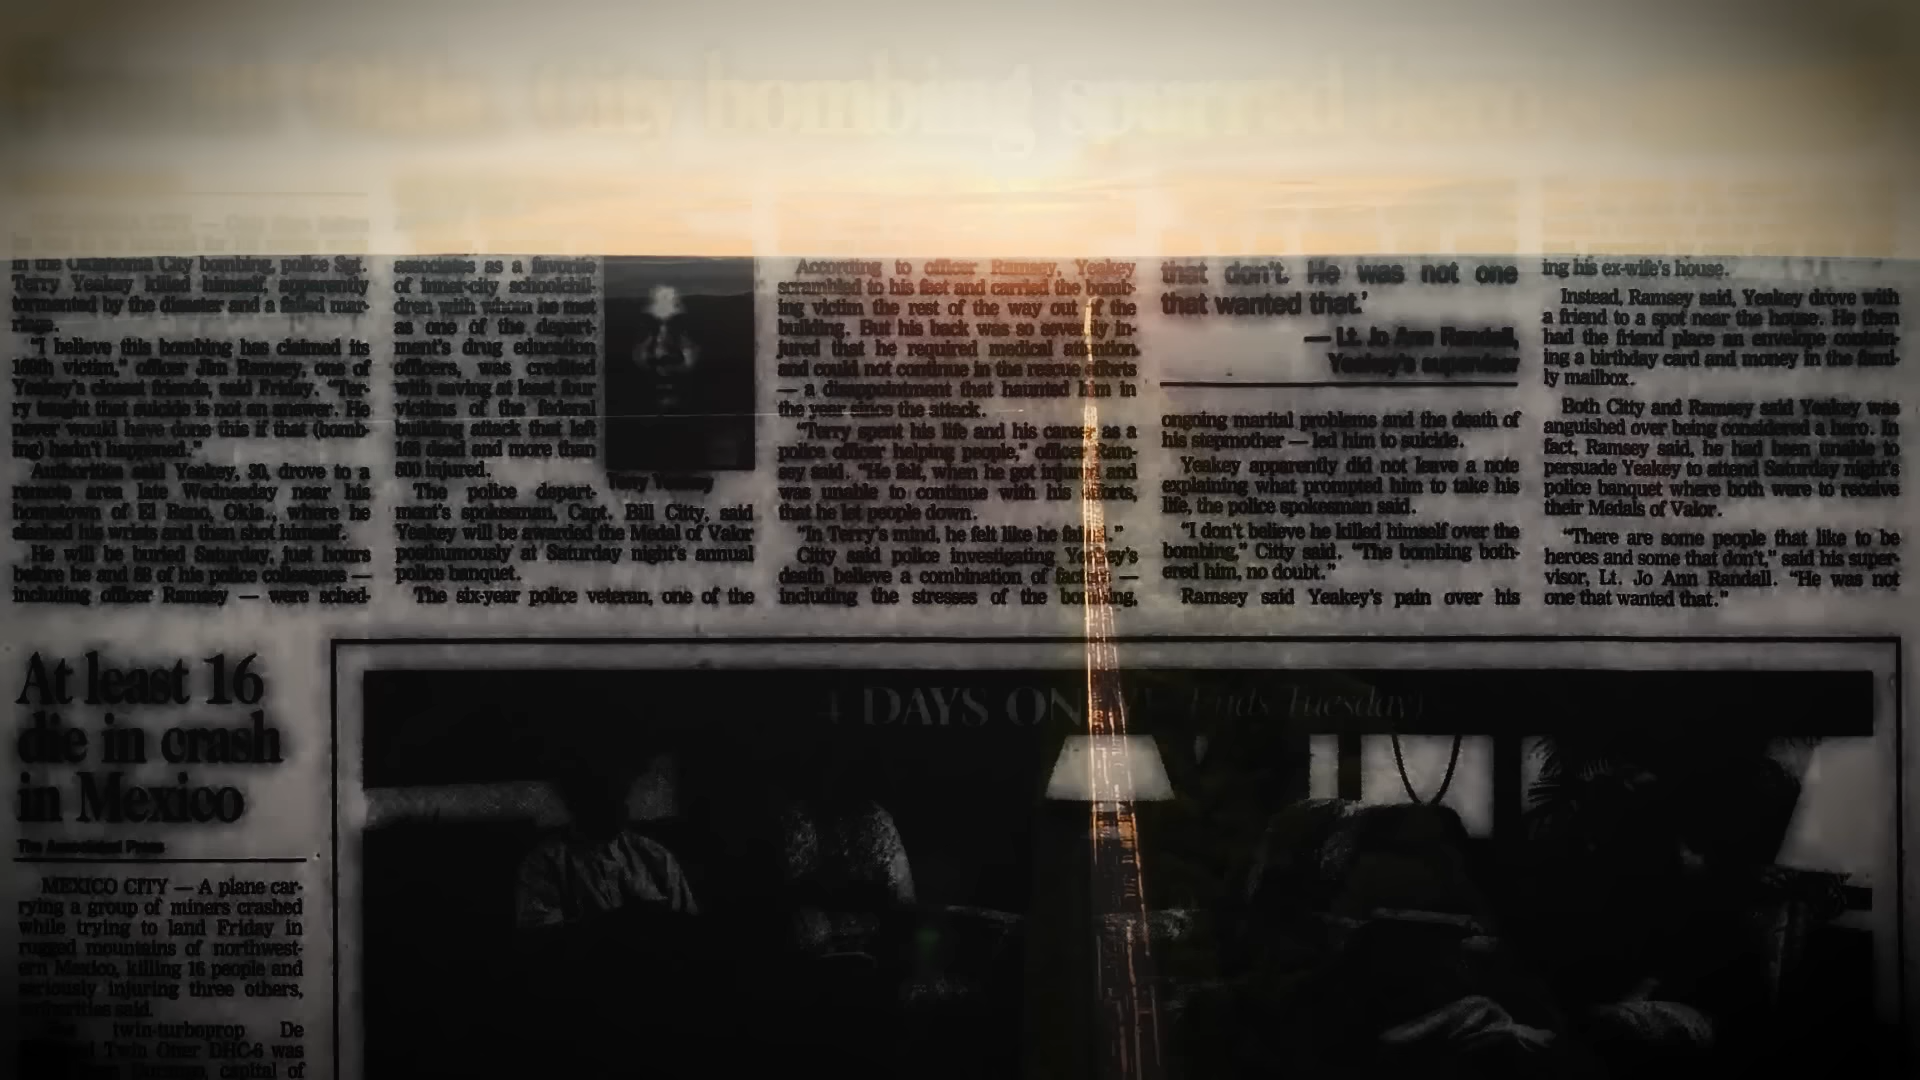 City bombing spurred
in the Oklahoma City bombing, police Sgt.
Terry Yeakey killed himself, apparently
tormented by the disaster and a failed mar-
riage.
"I believe this bombing has claimed its
169th victim," officer Jim Ramsey, one of
Yeakey's closest friends, said Friday. "Ter-
ry taught that suicide is not an answer. He
never would have done this if that (bomb-
ing) hadn't happened."
Authorities said Yeakey, 30, drove to a
remote area late Wednesday near his
hometown of El Reno, Okla., where he
slashed his wrists and then shot himself.
He will be buried Saturday, just hours
before he and 88 of his police colleagues —
including officer Ramsey — were sched-
associates as a favorite
of inner-city schoolchil-
dren with whom he met
as one of the depart-
ment's drug education
officers, was credited
with saving at least four
victims of the federal
building attack that left
168 dead and more than
500 injured.
Terry Yeakey
The police depart-
ment's spokesman, Capt. Bill Citty, said
Yeakey will be awarded the Medal of Valor
posthumously at Saturday night's annual
police banquet.
The six-year police veteran, one of the
According to officer Ramsey, Yeakey
scrambled to his feet and carried the bomb-
ing victim the rest of the way out of the
building. But his back was so severely in-
jured that he required medical attention
and could not continue in the rescue efforts
— a disappointment that haunted him in
the year since the attack.
"Terry spent his life and his career as a
police officer helping people," officer Ram-
sey said. "He felt, when he got injured and
was unable to continue with his efforts,
that he let people down.
"In Terry's mind, he felt like he failed."
Citty said police investigating Yeakey's
death believe a combination of factors —
including the stresses of the bombing,
that don't. He was not one
that wanted that.'
— Lt. Jo Ann Randall,
Yeakey's supervisor
ongoing marital problems and the death of
his stepmother — led him to suicide.
Yeakey apparently did not leave a note
explaining what prompted him to take his
life, the police spokesman said.
"I don't believe he killed himself over the
bombing," Citty said. "The bombing both-
ered him, no doubt."
Ramsey said Yeakey's pain over his
ing his ex-wife's house.
Instead, Ramsey said, Yeakey drove with
a friend to a spot near the house. He then
had the friend place an envelope contain-
ing a birthday card and money in the fami-
ly mailbox.
Both Citty and Ramsey said Yeakey was
anguished over being considered a hero. In
fact, Ramsey said, he had been unable to
persuade Yeakey to attend Saturday night's
police banquet where both were to receive
their Medals of Valor.
"There are some people that like to be
heroes and some that don't," said his super-
visor, Lt. Jo Ann Randall. "He was not
one that wanted that."
At least 16
die in crash
in Mexico
The Associated Press
MEXICO CITY — A plane car-
rying a group of miners crashed
while trying to land Friday in
rugged mountains of northwest-
ern Mexico, killing 16 people and
seriously injuring three others,
authorities said.
twin-turboprop De
Twin Otter DHC-6 was
Durango, capital of
4 DAYS ONLY Ends Tuesday)